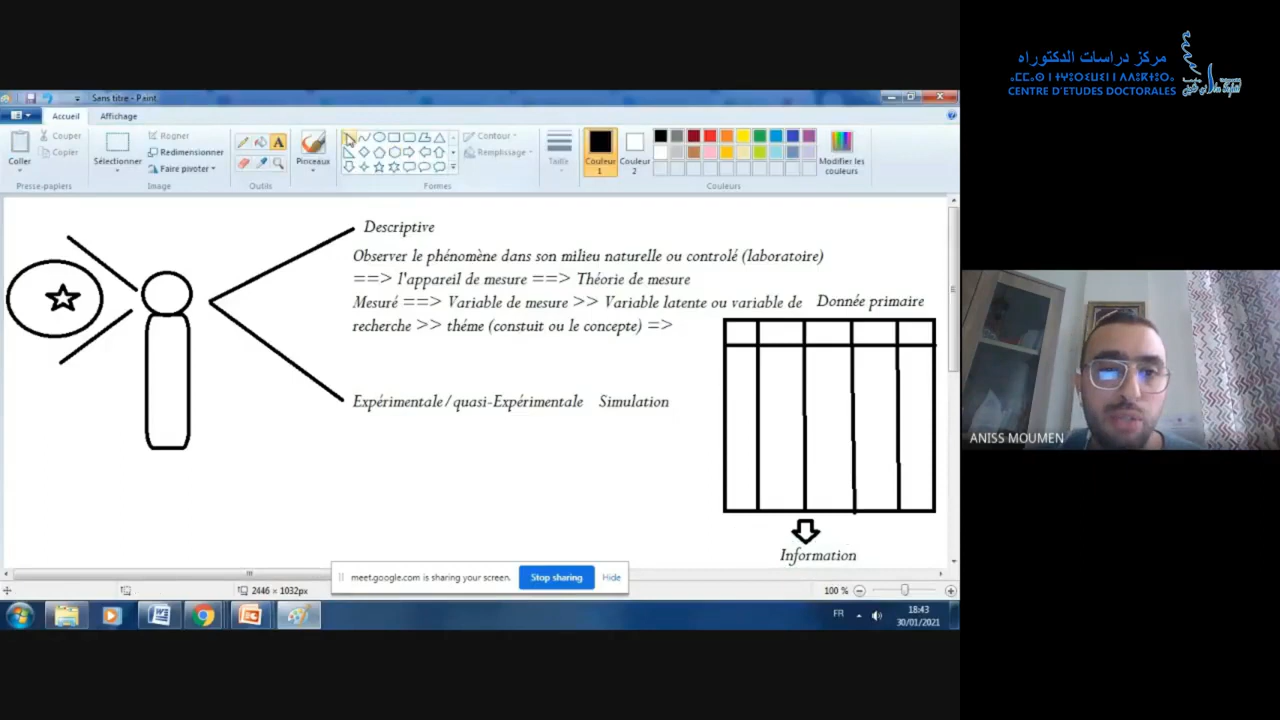 مركز دراسات الدكتوراه
CENTRE D'ETUDES DOCTORALES
Sans titre - Paint
Accueil
Affichage
Coller
Couper
Copier
Presse-papiers
Sélectionner
Rogner
Redimensionner
Faire pivoter
Image
Outils
Pinceaux
Contour
Remplissage
Formes
Taille
Couleur 1
Couleur 2
Modifier les couleurs
Couleurs
Descriptive
Observer le phénomène dans son milieu naturelle ou controlé (laboratoire)
==> l'appareil de mesure ==> Théorie de mesure
Mesuré ==> Variable de mesure >> Variable latente ou variable de
recherche >> théme (constuit ou le concepte) =>
Donnée primaire
Expérimentale/quasi-Expérimentale Simulation
Information
ANISS MOUMEN
meet.google.com is sharing your screen.
Stop sharing
Hide
2446 × 1032px
100 %
FR
18:43
30/01/2021